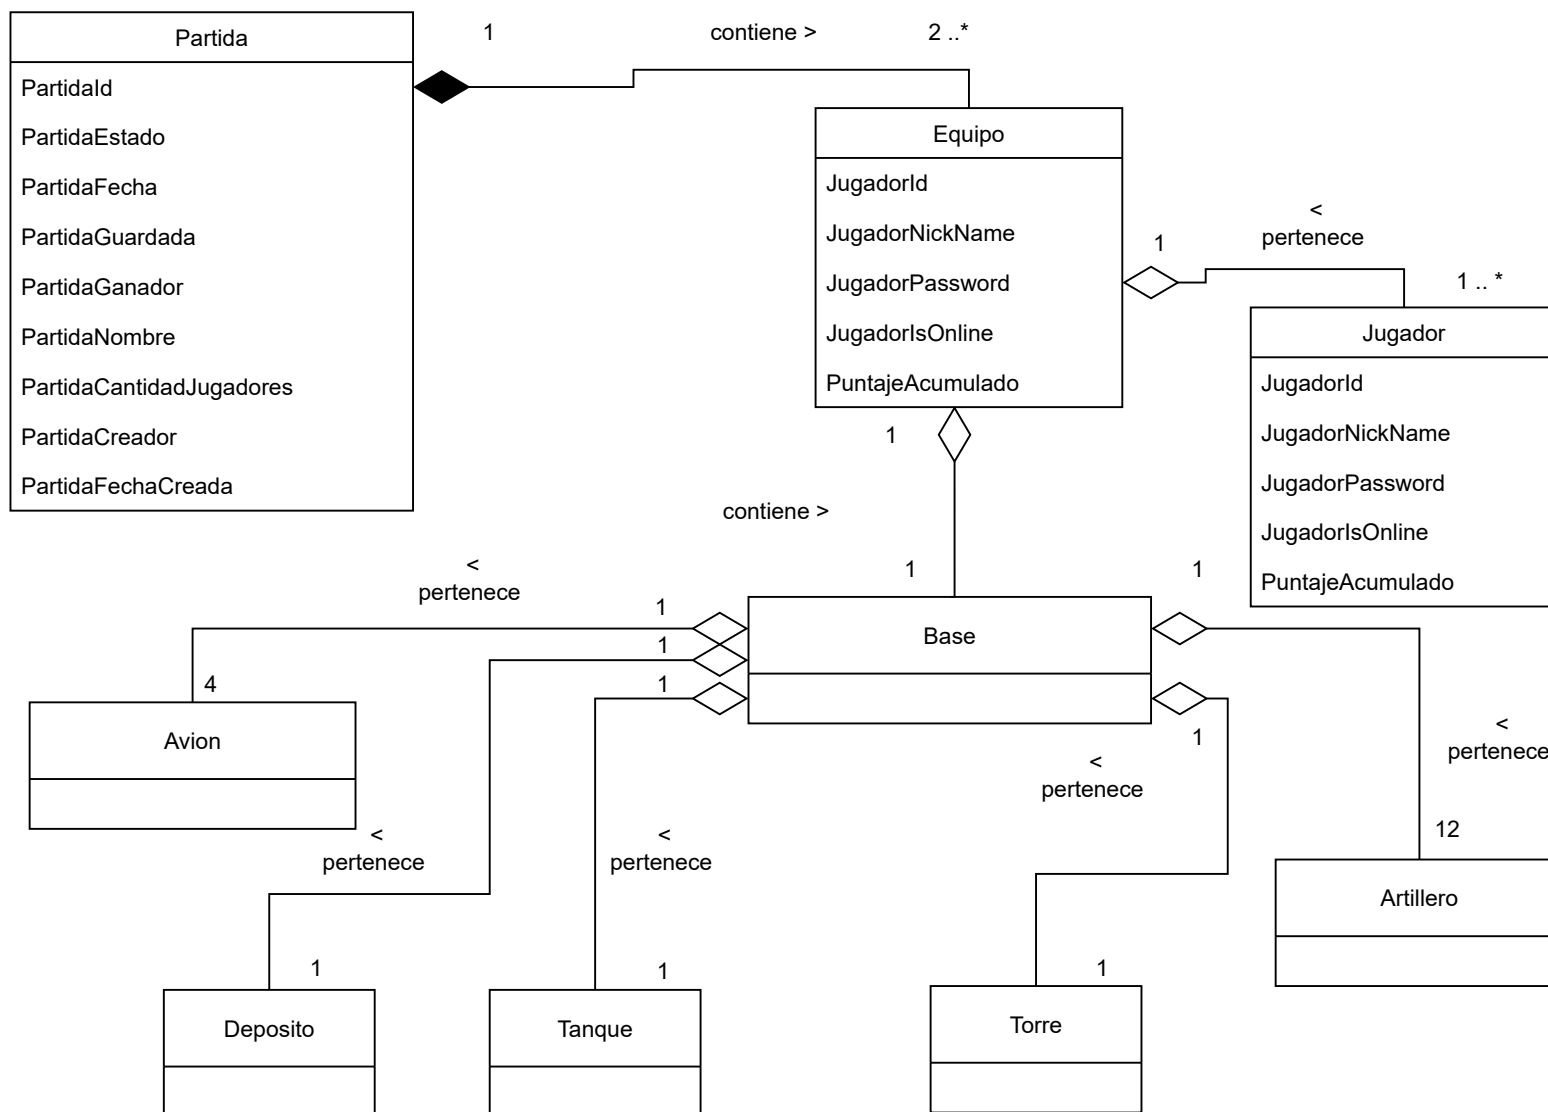 Partida
1
contiene >
2 ..*
PartidaId
PartidaEstado
PartidaFecha
PartidaGuardada
PartidaGanador
PartidaNombre
PartidaCantidadJugadores
PartidaCreador
PartidaFechaCreada
Equipo
JugadorId
JugadorNickName
JugadorPassword
JugadorIsOnline
PuntajeAcumulado
1
<
pertenece
1 .. *
Jugador
JugadorId
JugadorNickName
JugadorPassword
JugadorIsOnline
PuntajeAcumulado
1
contiene >
1
<
pertenece
1
1
1
1
Base
4
Avion
1
<
pertenece
<
pertenece
12
<
pertenece
<
pertenece
Artillero
1
Deposito
1
Tanque
1
Torre